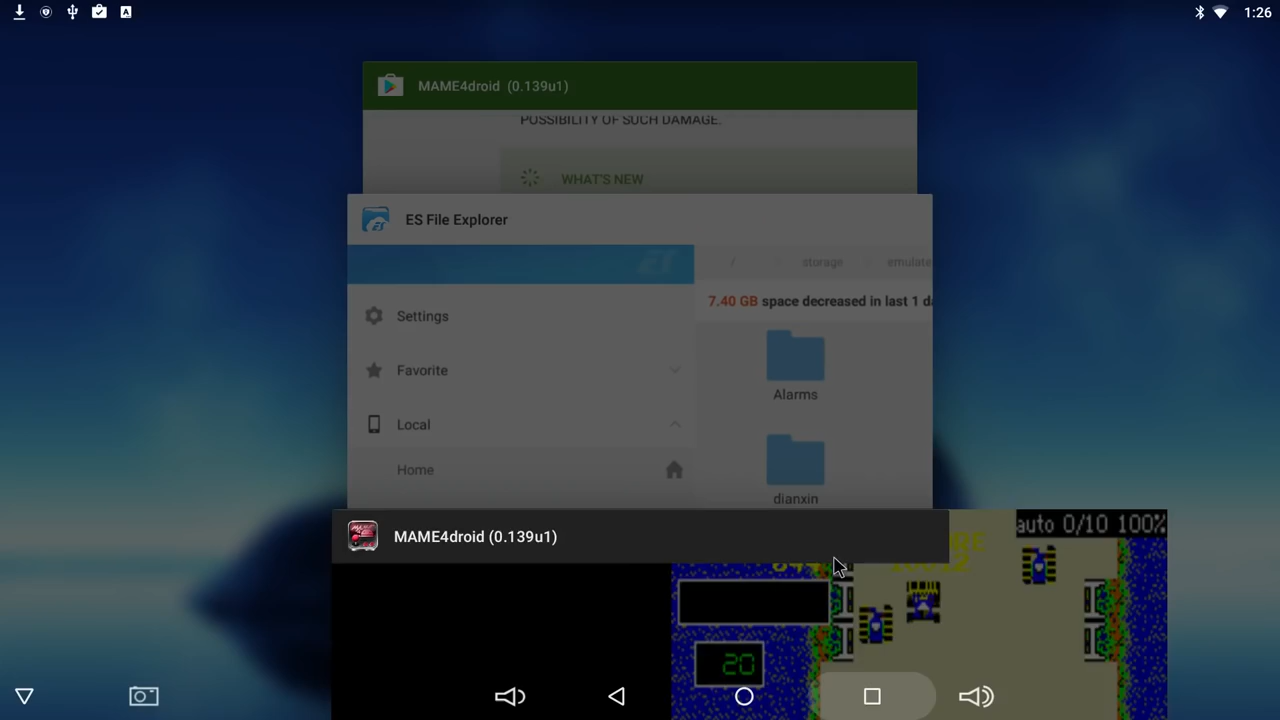 1:26
MAME4droid (0.139u1)
POSSIBILITY OF SUCH DAMAGE.
WHAT'S NEW
ES File Explorer
/ storage emulate
7.40 GB space decreased in last 1 da
Settings
Favorite
Alarms
Local
Home
dianxin
MAME4droid (0.139u1)
auto 0/10 100%
20